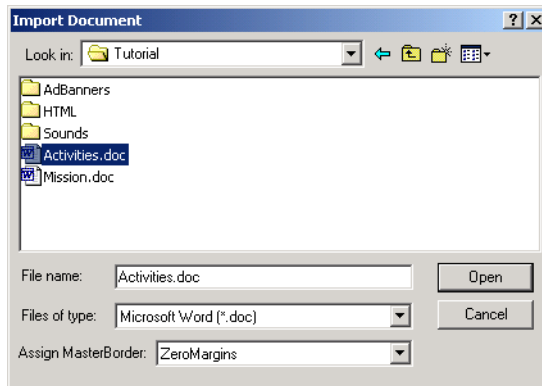 Import Document
Look in: Tutorial
AdBanners
HTML
Sounds
Activities.doc
Mission.doc
File name: Activities.doc Open
Files of type: Microsoft Word (*.doc) Cancel
Assign MasterBorder: ZeroMargins